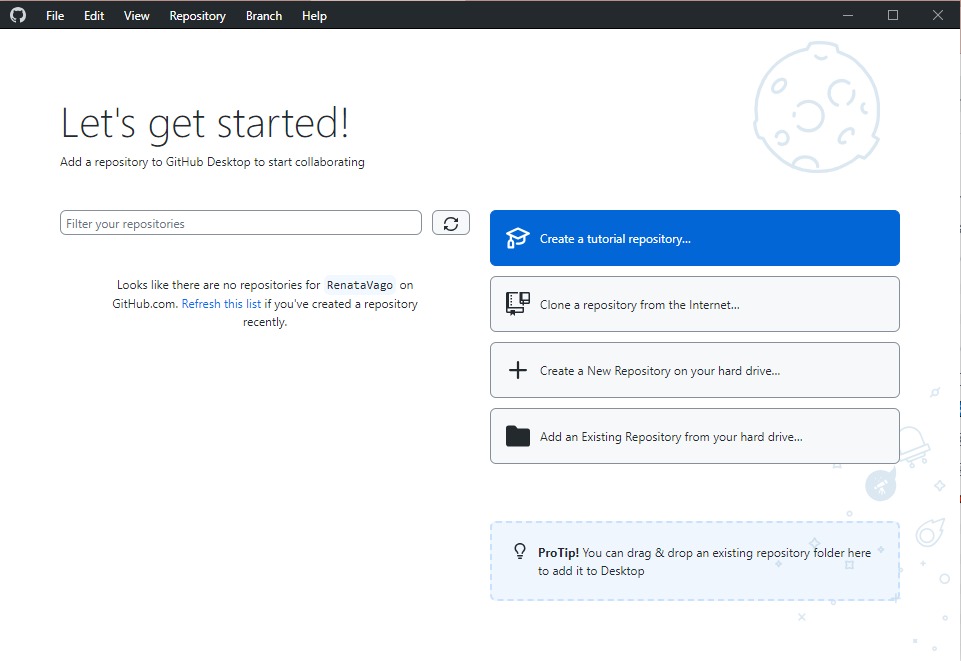 File Edit View Repository Branch Help
Let's get started!
Add a repository to GitHub Desktop to start collaborating
Filter your repositories
Looks like there are no repositories for RenataVago on
GitHub.com. Refresh this list if you've created a repository
recently.
Create a tutorial repository...
Clone a repository from the Internet...
Create a New Repository on your hard drive...
Add an Existing Repository from your hard drive...
ProTip! You can drag & drop an existing repository folder here
to add it to Desktop